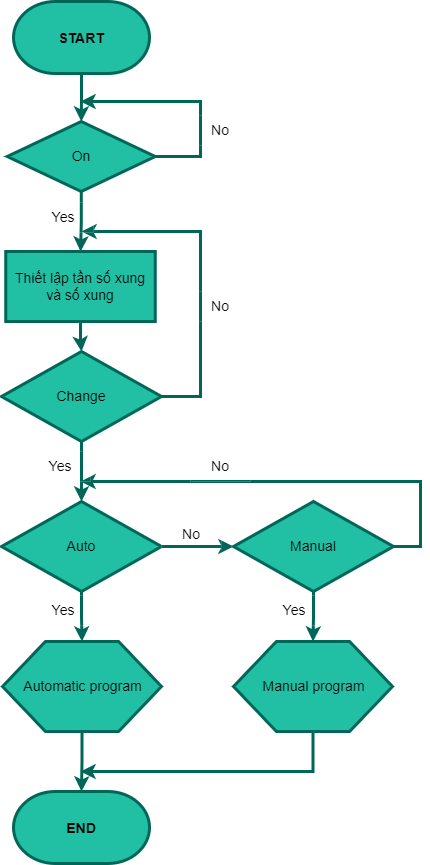 START
No
On
Yes
Thiết lập tần số xung
và số xung
No
Change
Yes
No
Auto
No
Manual
Yes
Yes
Automatic program
Manual program
END